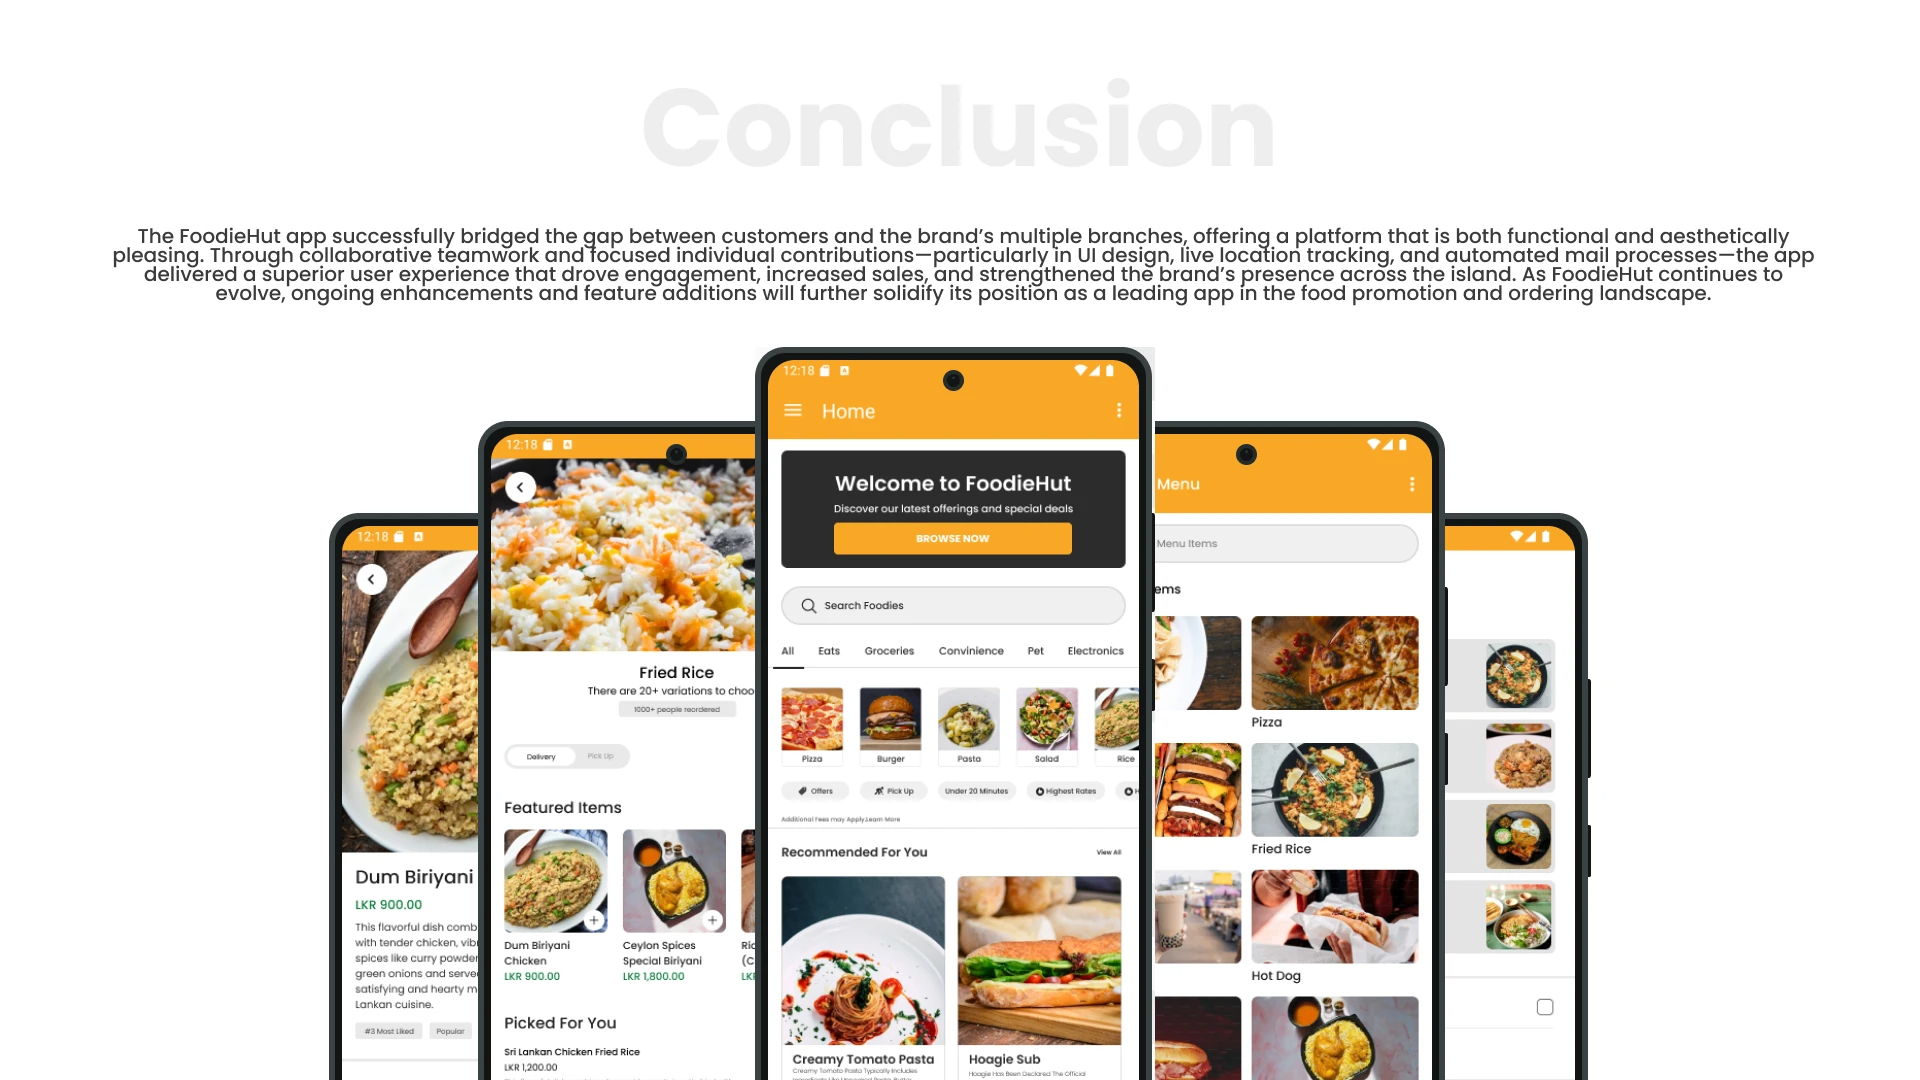 Conclusion
The FoodieHut app successfully bridged the gap between customers and the brand's multiple branches, offering a platform that is both functional and aesthetically
pleasing. Through collaborative teamwork and focused individual contributions—particularly in UI design, live location tracking, and automated mail processes—the app
delivered a superior user experience that drove engagement, increased sales, and strengthened the brand's presence across the island. As FoodieHut continues to
evolve, ongoing enhancements and feature additions will further solidify its position as a leading app in the food promotion and ordering landscape.
12:18
Dum Biriyani
LKR 900.00
This flavorful dish comb
with tender chicken, vib
spices like curry powder
green onions and serve
satisfying and hearty m
Lankan cuisine.
#3 Most Liked
Popular
12:18
Fried Rice
There are 20+ variations to choo
1000+ people reordered
Delivery
Pick Up
Featured Items
Dum Biriyani
Chicken
LKR 900.00
Ceylon Spices
Special Biriyani
LKR 1,800.00
Ric
(C
LKR
Picked For You
Sri Lankan Chicken Fried Rice
LKR 1,200.00
12:18
Home
Welcome to FoodieHut
Discover our latest offerings and special deals
BROWSE NOW
Search Foodies
All
Eats
Groceries
Convinience
Pet
Electronics
Pizza
Burger
Pasta
Salad
Rice
Offers
Pick Up
Under 20 Minutes
Highest Rates
H
Additional Fees may Apply.Learn More
Recommended For You
View All
Creamy Tomato Pasta
Creamy Tomato Pasta Typically Includes
Hoagie Sub
Hoagie Has Been Declared The Official
Menu
Menu Items
ems
Pizza
Fried Rice
Hot Dog